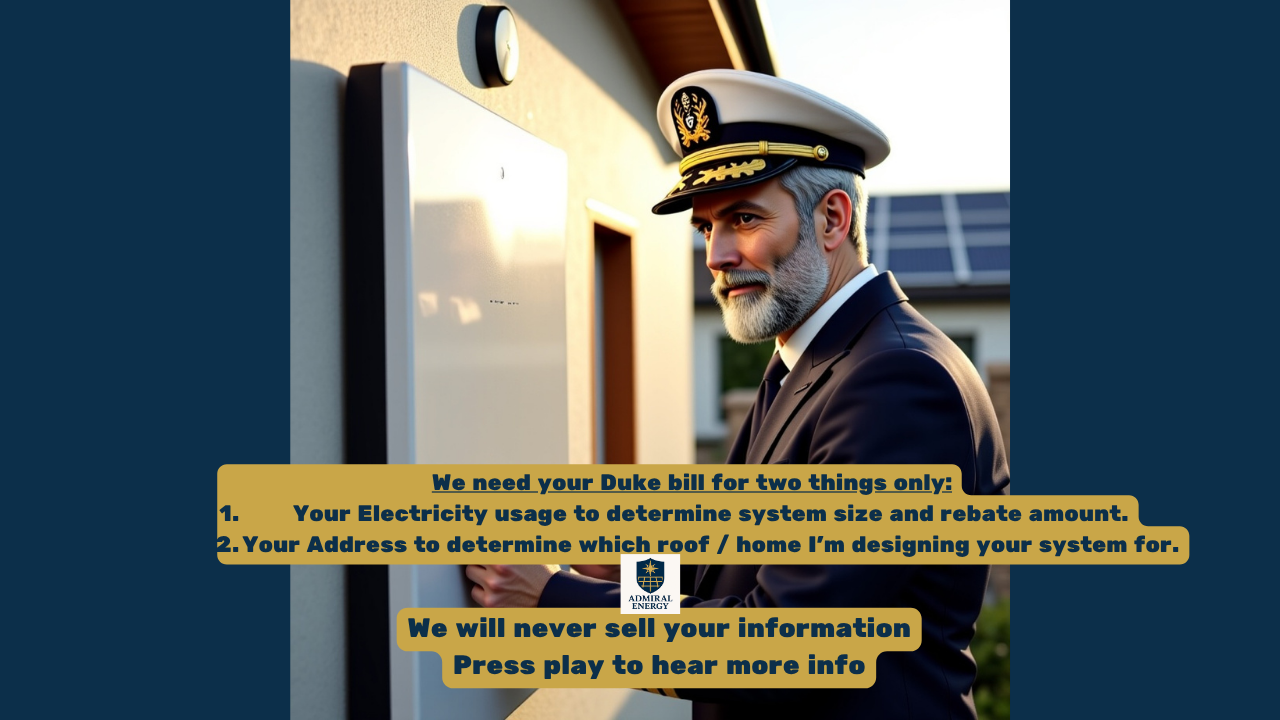 We need your Duke bill for two things only:
1. Your Electricity usage to determine system size and rebate amount.
2. Your Address to determine which roof / home I'm designing your system for.
ADMIRAL
ENERGY
We will never sell your information
Press play to hear more info